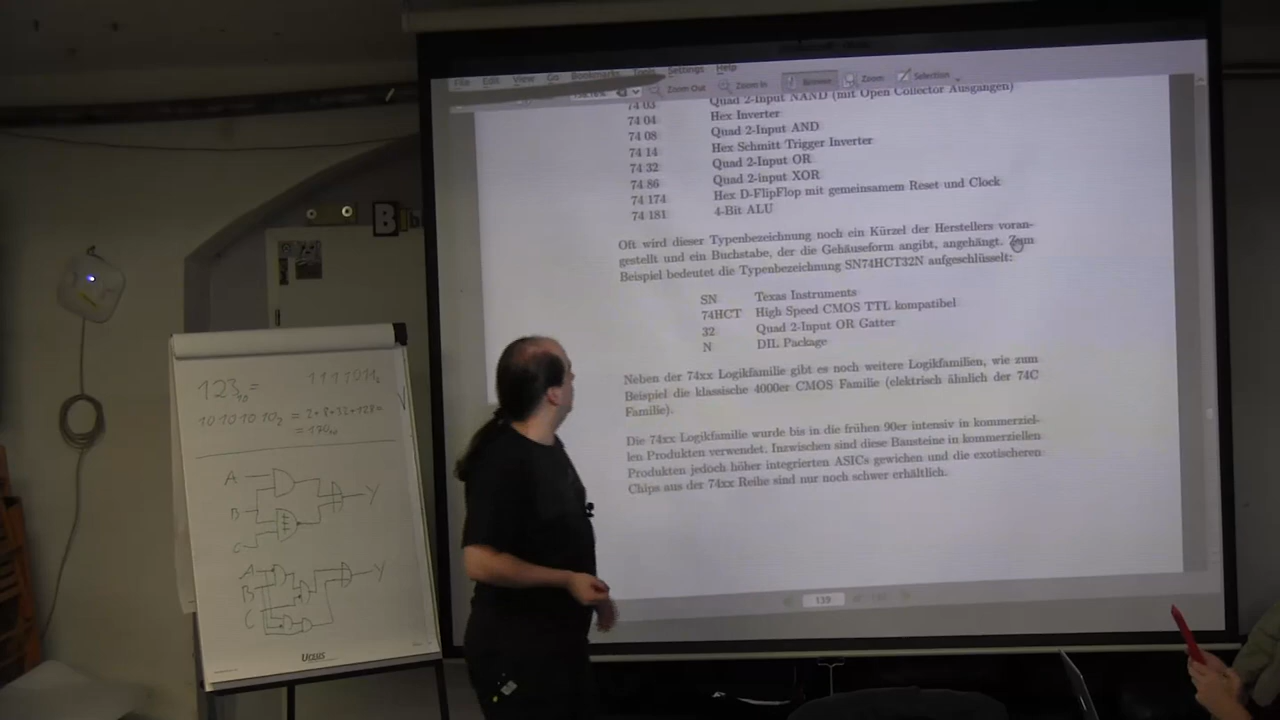 File Edit View Go Bookmarks Tools Settings Help
Zoom Out Zoom In Browse Zoom Selection
74 03 Quad 2-Input NAND (mit Open Collector Ausgängen)
74 04 Hex Inverter
74 08 Quad 2-Input AND
74 14 Hex Schmitt Trigger Inverter
74 32 Quad 2-Input OR
74 86 Quad 2-input XOR
74 174 Hex D-FlipFlop mit gemeinsamem Reset und Clock
74 181 4-Bit ALU
Oft wird dieser Typenbezeichnung noch ein Kürzel der Herstellers voran-
gestellt und ein Buchstabe, der die Gehäuseform angibt, angehängt. Zum
Beispiel bedeutet die Typenbezeichnung SN74HCT32N aufgeschlüsselt:
SN Texas Instruments
74HCT High Speed CMOS TTL kompatibel
32 Quad 2-Input OR Gatter
N DIL Package
Neben der 74xx Logikfamilie gibt es noch weitere Logikfamilien, wie zum
Beispiel die klassische 4000er CMOS Familie (elektrisch ähnlich der 74C
Familie).
Die 74xx Logikfamilie wurde bis in die frühen 90er intensiv in kommerziel-
len Produkten verwendet. Inzwischen sind diese Bausteine in kommerziellen
Produkten jedoch höher integrierten ASICs gewichen und die exotischeren
Chips aus der 74xx Reihe sind nur noch schwer erhältlich.
139
B
123₁₀ = 1111011₂
10101010₂ = 2+8+32+128=
= 170₁₀
A
B
C
Y
A
B
C
Y